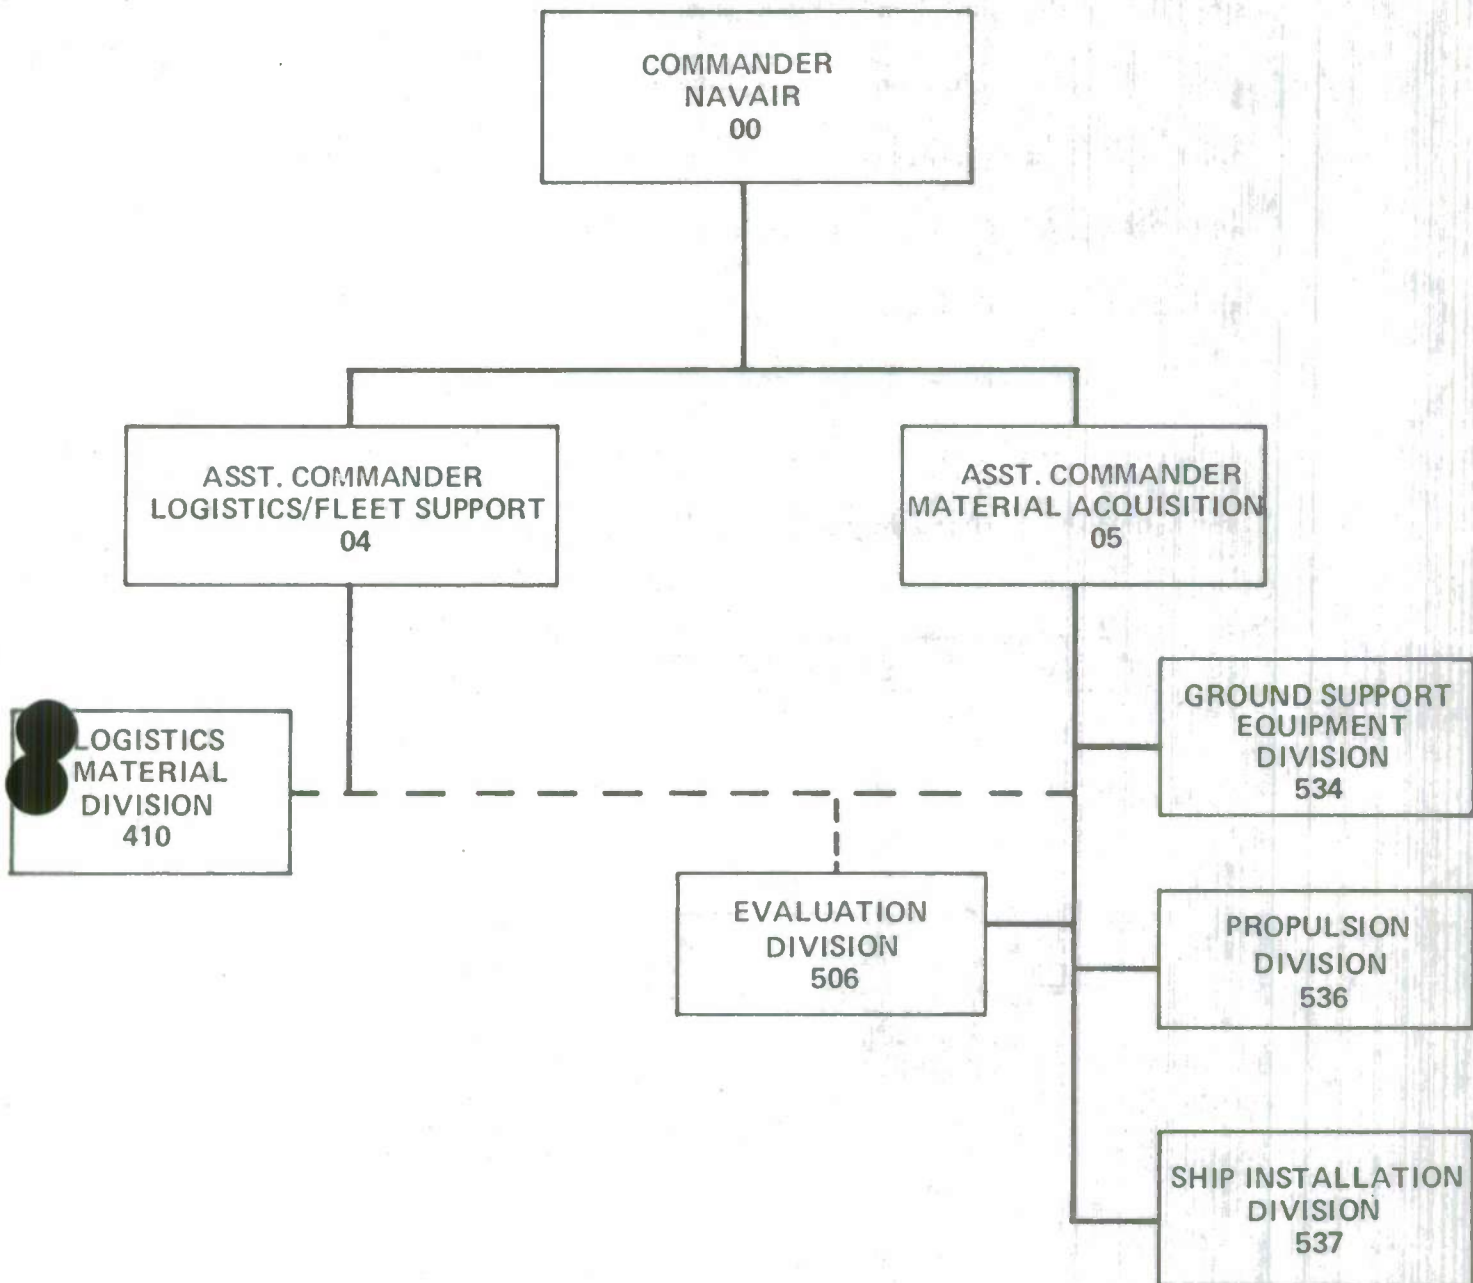 COMMANDER
NAVAIR
00
ASST. COMMANDER
LOGISTICS/FLEET SUPPORT
04
ASST. COMMANDER
MATERIAL ACQUISITION
05
LOGISTICS
MATERIAL
DIVISION
410
GROUND SUPPORT
EQUIPMENT
DIVISION
534
EVALUATION
DIVISION
506
PROPULSION
DIVISION
536
SHIP INSTALLATION
DIVISION
537